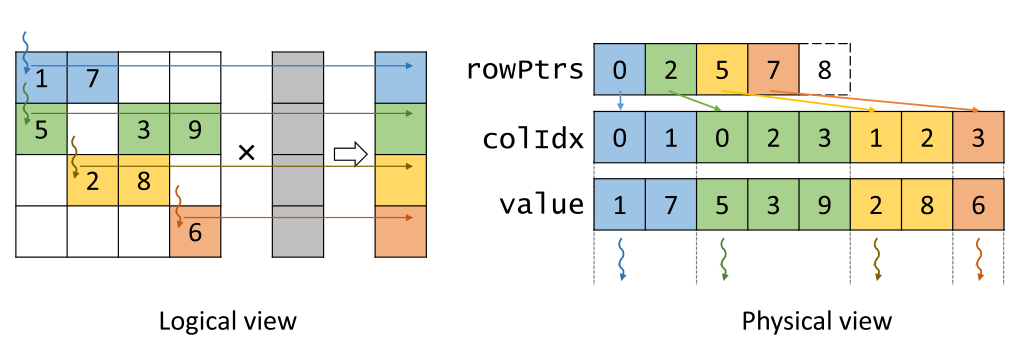 1 7
5 3 9
×
2 8
6
Logical view
rowPtrs 0 2 5 7 8
colIdx 0 1 0 2 3 1 2 3
value 1 7 5 3 9 2 8 6
Physical view